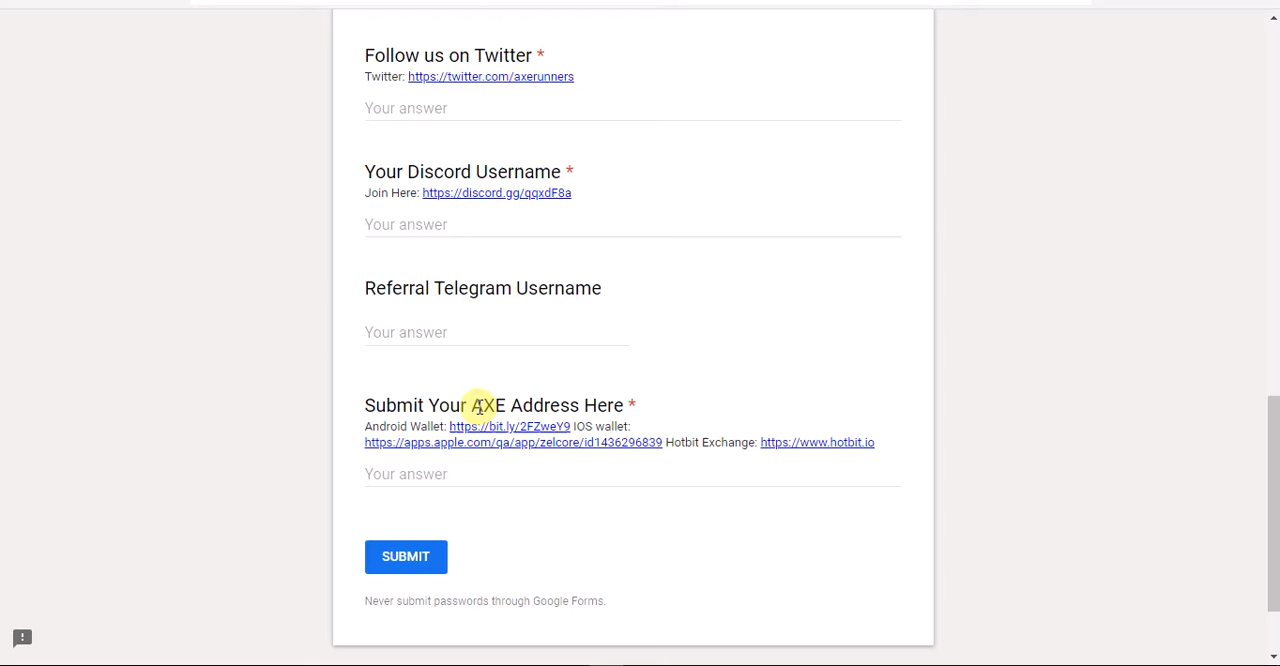 Follow us on Twitter *
Twitter: https://twitter.com/axerunners
Your answer
Your Discord Username *
Join Here: https://discord.gg/qqxdF8a
Your answer
Referral Telegram Username
Your answer
Submit Your AXE Address Here *
Android Wallet: https://bit.ly/2FZweY9 IOS wallet:
https://apps.apple.com/qa/app/zelcore/id1436296839 Hotbit Exchange: https://www.hotbit.io
Your answer
SUBMIT
Never submit passwords through Google Forms.
!